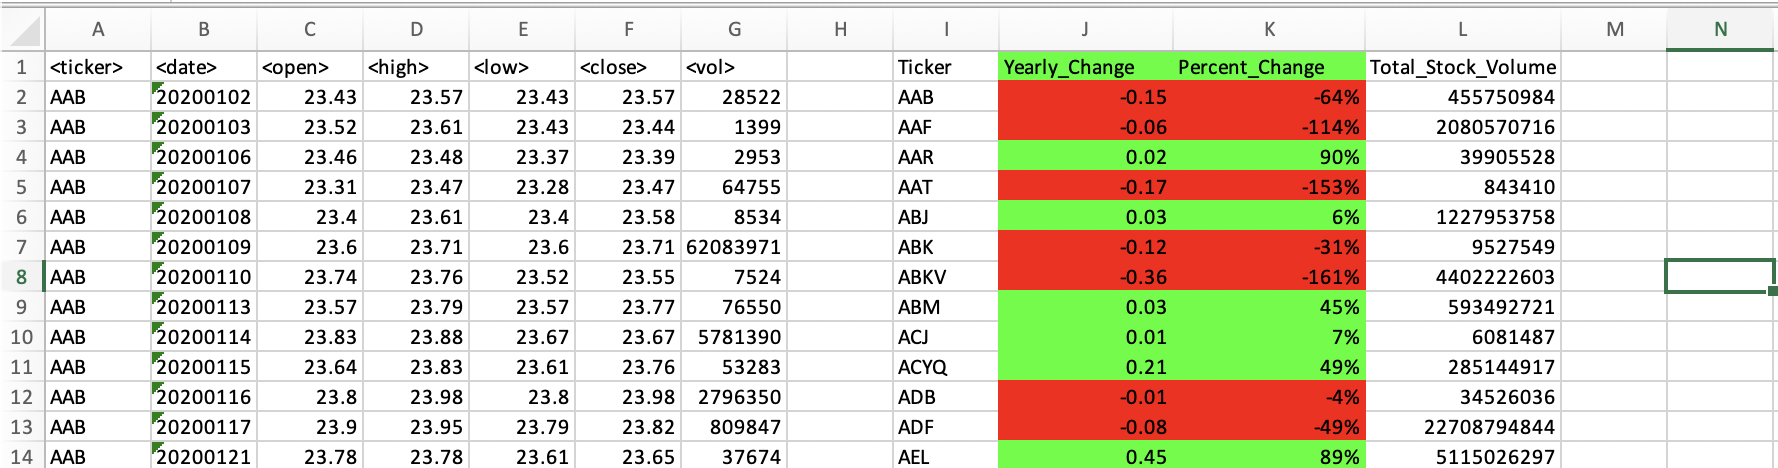 A B C D E F G H I J K L M N
1 <ticker> <date> <open> <high> <low> <close> <vol> Ticker Yearly_Change Percent_Change Total_Stock_Volume
2 AAB 20200102 23.43 23.57 23.43 23.57 28522 AAB -0.15 -64% 455750984
3 AAB 20200103 23.52 23.61 23.43 23.44 1399 AAF -0.06 -114% 2080570716
4 AAB 20200106 23.46 23.48 23.37 23.39 2953 AAR 0.02 90% 39905528
5 AAB 20200107 23.31 23.47 23.28 23.47 64755 AAT -0.17 -153% 843410
6 AAB 20200108 23.4 23.61 23.4 23.58 8534 ABJ 0.03 6% 1227953758
7 AAB 20200109 23.6 23.71 23.6 23.71 62083971 ABK -0.12 -31% 9527549
8 AAB 20200110 23.74 23.76 23.52 23.55 7524 ABKV -0.36 -161% 4402222603
9 AAB 20200113 23.57 23.79 23.57 23.77 76550 ABM 0.03 45% 593492721
10 AAB 20200114 23.83 23.88 23.67 23.67 5781390 ACJ 0.01 7% 6081487
11 AAB 20200115 23.64 23.83 23.61 23.76 53283 ACYQ 0.21 49% 285144917
12 AAB 20200116 23.8 23.98 23.8 23.98 2796350 ADB -0.01 -4% 34526036
13 AAB 20200117 23.9 23.95 23.79 23.82 809847 ADF -0.08 -49% 22708794844
14 AAB 20200121 23.78 23.78 23.61 23.65 37674 AEL 0.45 89% 5115026297